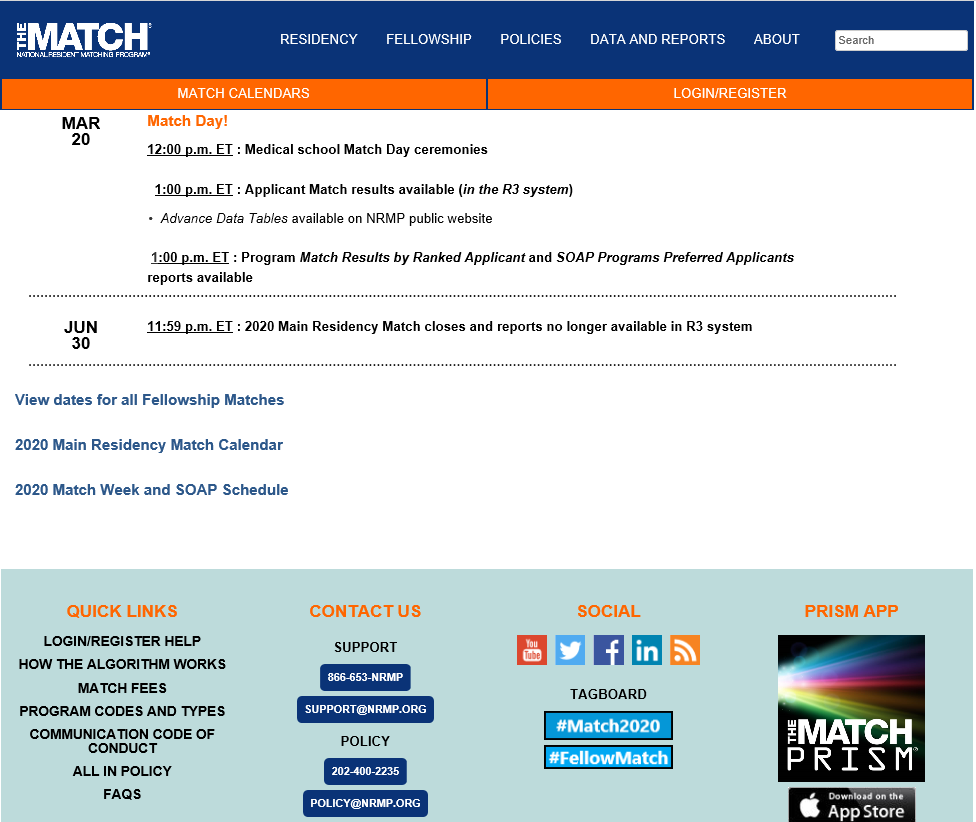 THE MATCH®
NATIONAL RESIDENT MATCHING PROGRAM®
RESIDENCY FELLOWSHIP POLICIES DATA AND REPORTS ABOUT Search
MATCH CALENDARS LOGIN/REGISTER
MAR
20
Match Day!
12:00 p.m. ET : Medical school Match Day ceremonies
1:00 p.m. ET : Applicant Match results available (in the R3 system)
• Advance Data Tables available on NRMP public website
1:00 p.m. ET : Program Match Results by Ranked Applicant and SOAP Programs Preferred Applicants
reports available
JUN
30
11:59 p.m. ET : 2020 Main Residency Match closes and reports no longer available in R3 system
View dates for all Fellowship Matches
2020 Main Residency Match Calendar
2020 Match Week and SOAP Schedule
QUICK LINKS
LOGIN/REGISTER HELP
HOW THE ALGORITHM WORKS
MATCH FEES
PROGRAM CODES AND TYPES
COMMUNICATION CODE OF
CONDUCT
ALL IN POLICY
FAQS
CONTACT US
SUPPORT
866-653-NRMP
SUPPORT@NRMP.ORG
POLICY
202-400-2235
POLICY@NRMP.ORG
SOCIAL
You
Tube
f
in
TAGBOARD
#Match2020
#FellowMatch
PRISM APP
THE MATCH
PRISM®
Download on the
App Store